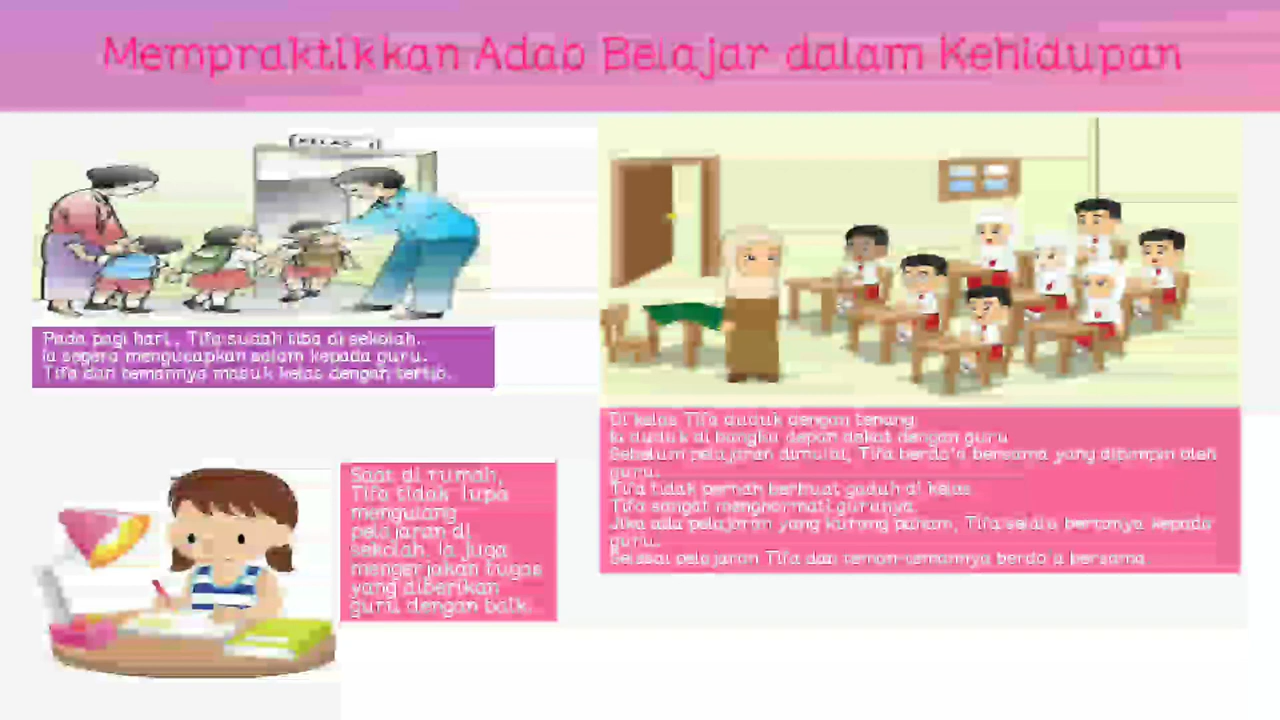 Mempraktikkan Adab Belajar dalam Kehidupan
KELAS 1
Pada pagi hari, Tifa sudah tiba di sekolah.
Ia segera mengucapkan salam kepada guru.
Tifa dan temannya masuk kelas dengan tertib.
Di kelas Tifa duduk dengan tenang
Ia duduk di bangku depan dekat dengan guru
Sebelum pelajaran dimulai, Tifa berdo'a bersama yang dipimpin oleh
guru.
Tifa tidak pernah berbuat gaduh di kelas
Tifa sangat menghormati gurunya.
Jika ada pelajaran yang kurang paham, Tifa selalu bertanya kepada
guru.
Selesai pelajaran Tifa dan teman-temannya berdo'a bersama
Saat di rumah,
Tifa tidak lupa
mengulang
pelajaran di
sekolah. Ia juga
mengerjakan tugas
yang diberikan
guru dengan baik.